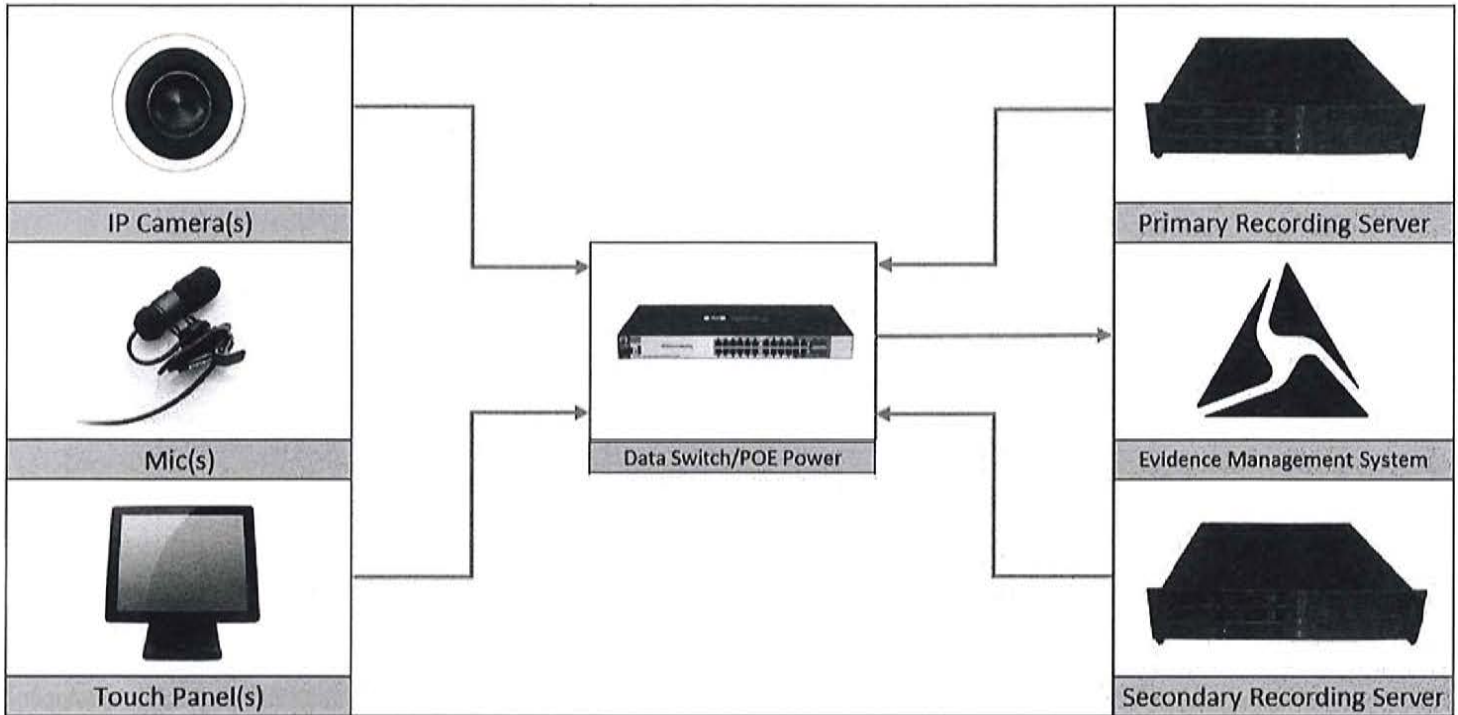 IP Camera(s)
Mic(s)
Touch Panel(s)
Data Switch/POE Power
Primary Recording Server
Evidence Management System
Secondary Recording Server